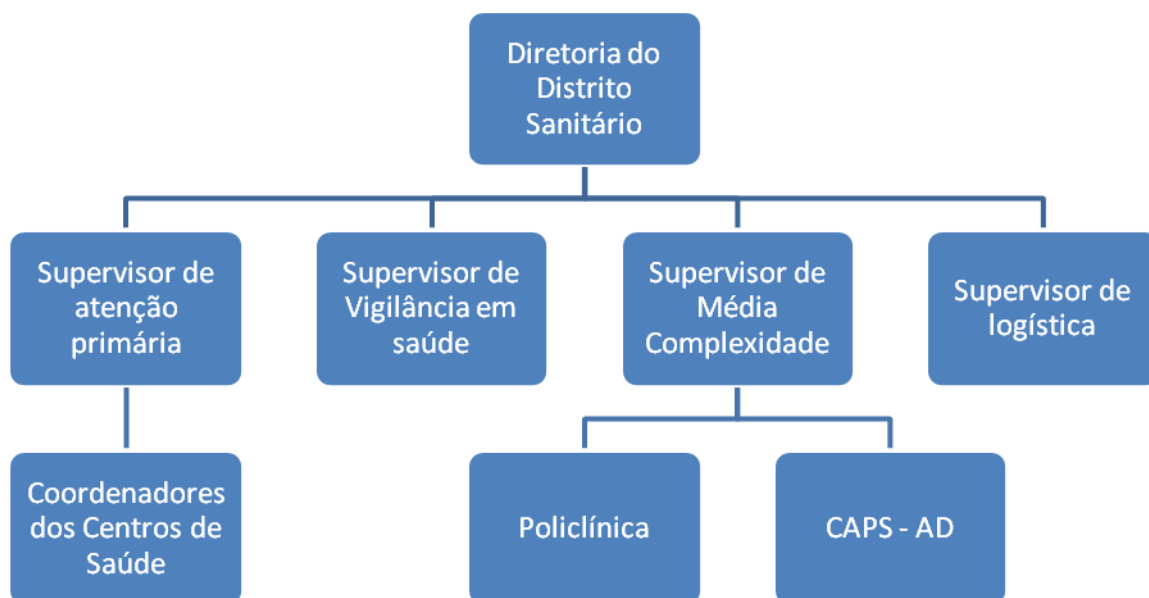 Diretoria do
Distrito
Sanitário
Supervisor de
atenção
primária
Supervisor de
Vigilância em
saúde
Supervisor de
Média
Complexidade
Supervisor de
logística
Coordenadores
dos Centros de
Saúde
Policlínica
CAPS - AD